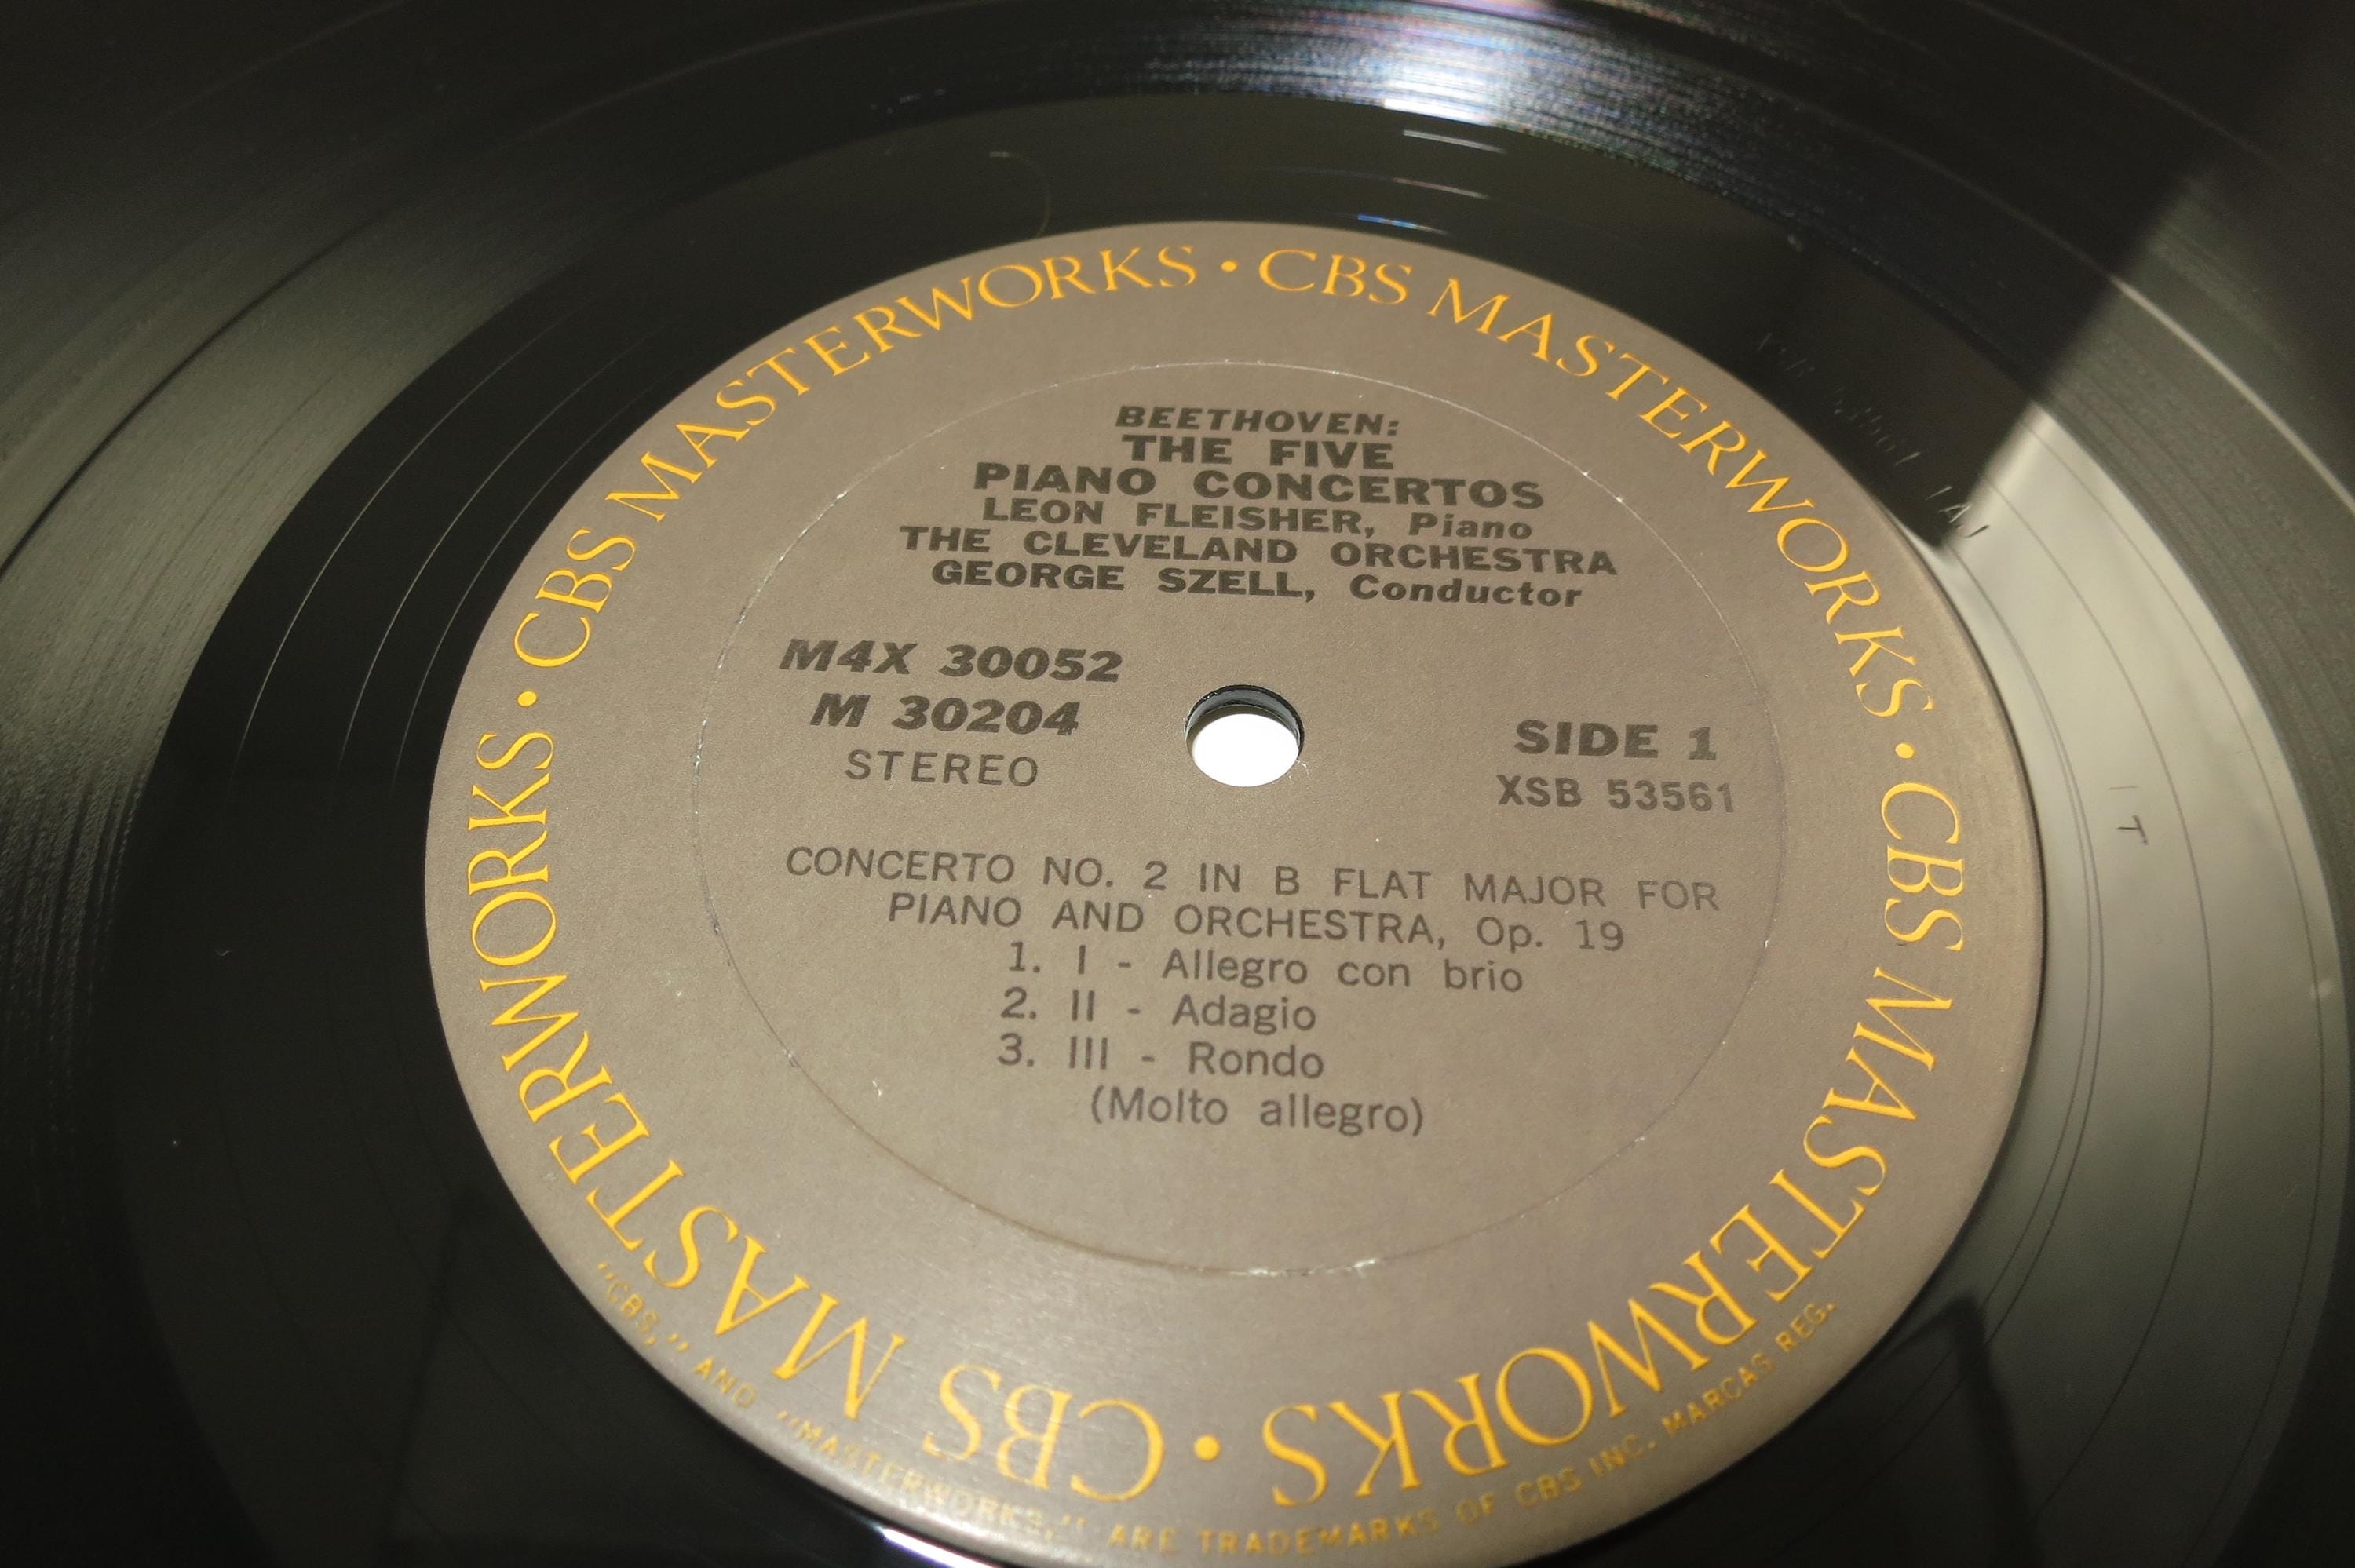 CBS MASTERWORKS • CBS MASTERWORKS • CBS MASTERWORKS • CBS MASTERWORKS •
BEETHOVEN:
THE FIVE
PIANO CONCERTOS
LEON FLEISHER, Piano
THE CLEVELAND ORCHESTRA
GEORGE SZELL, Conductor
M4X 30052
M 30204
STEREO
SIDE 1
XSB 53561
CONCERTO NO. 2 IN B FLAT MAJOR FOR
PIANO AND ORCHESTRA, Op. 19
1. I - Allegro con brio
2. II - Adagio
3. III - Rondo
(Molto allegro)
"CBS," AND "MASTERWORKS," ARE TRADEMARKS OF CBS INC. MARCAS REG.